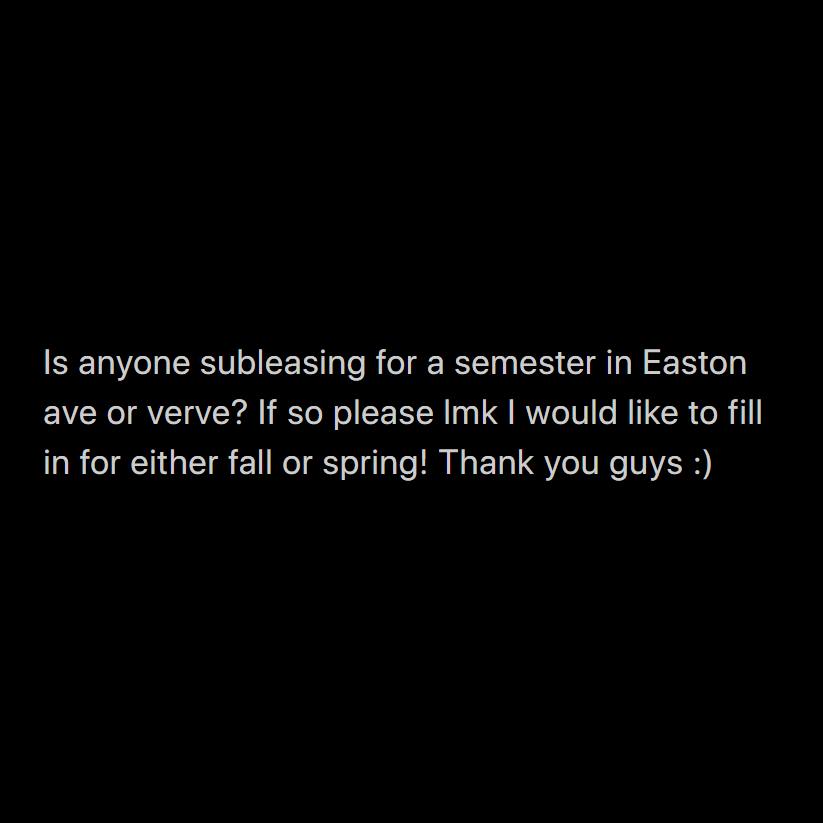 Is anyone subleasing for a semester in Easton
ave or verve? If so please lmk I would like to fill
in for either fall or spring! Thank you guys :)